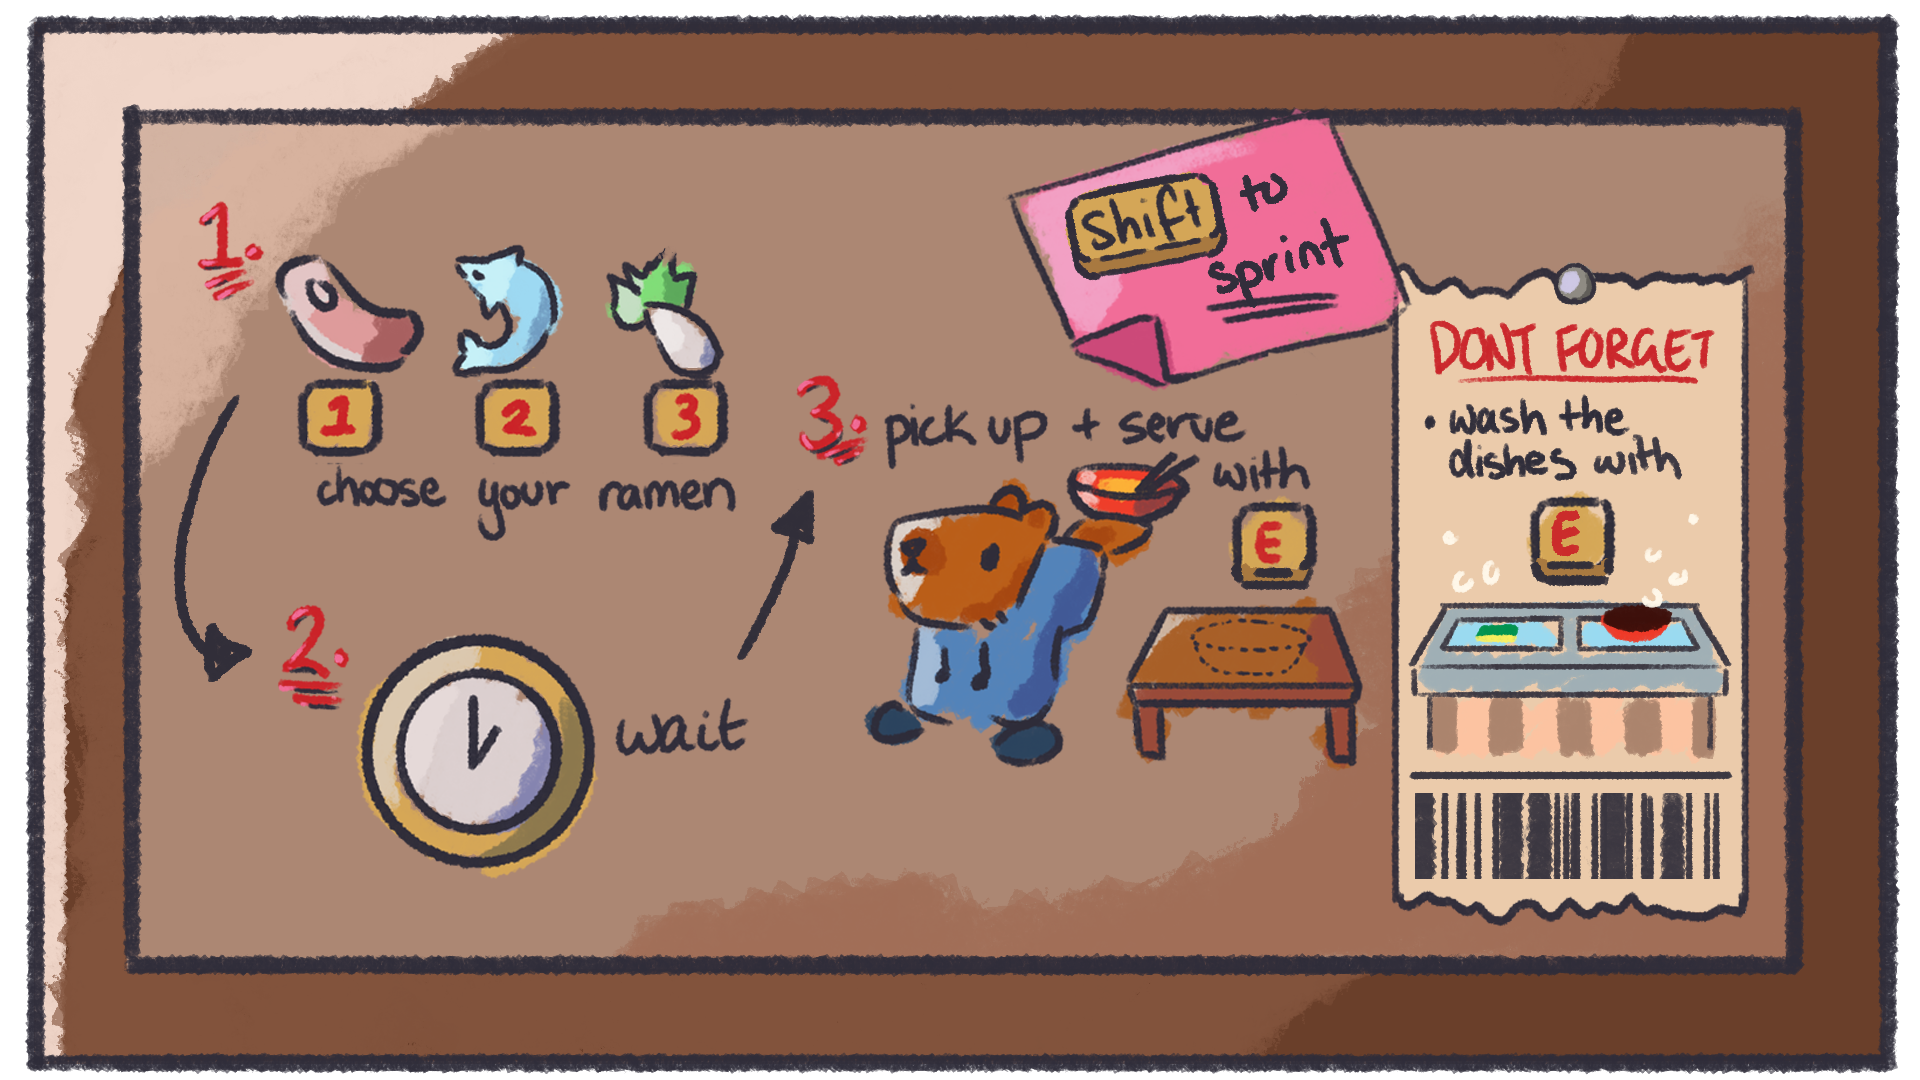 1.
1 2 3
choose your ramen
2.
wait
3. pick up + serve
with
E
Shift to
sprint
DONT FORGET
• wash the
dishes with
E